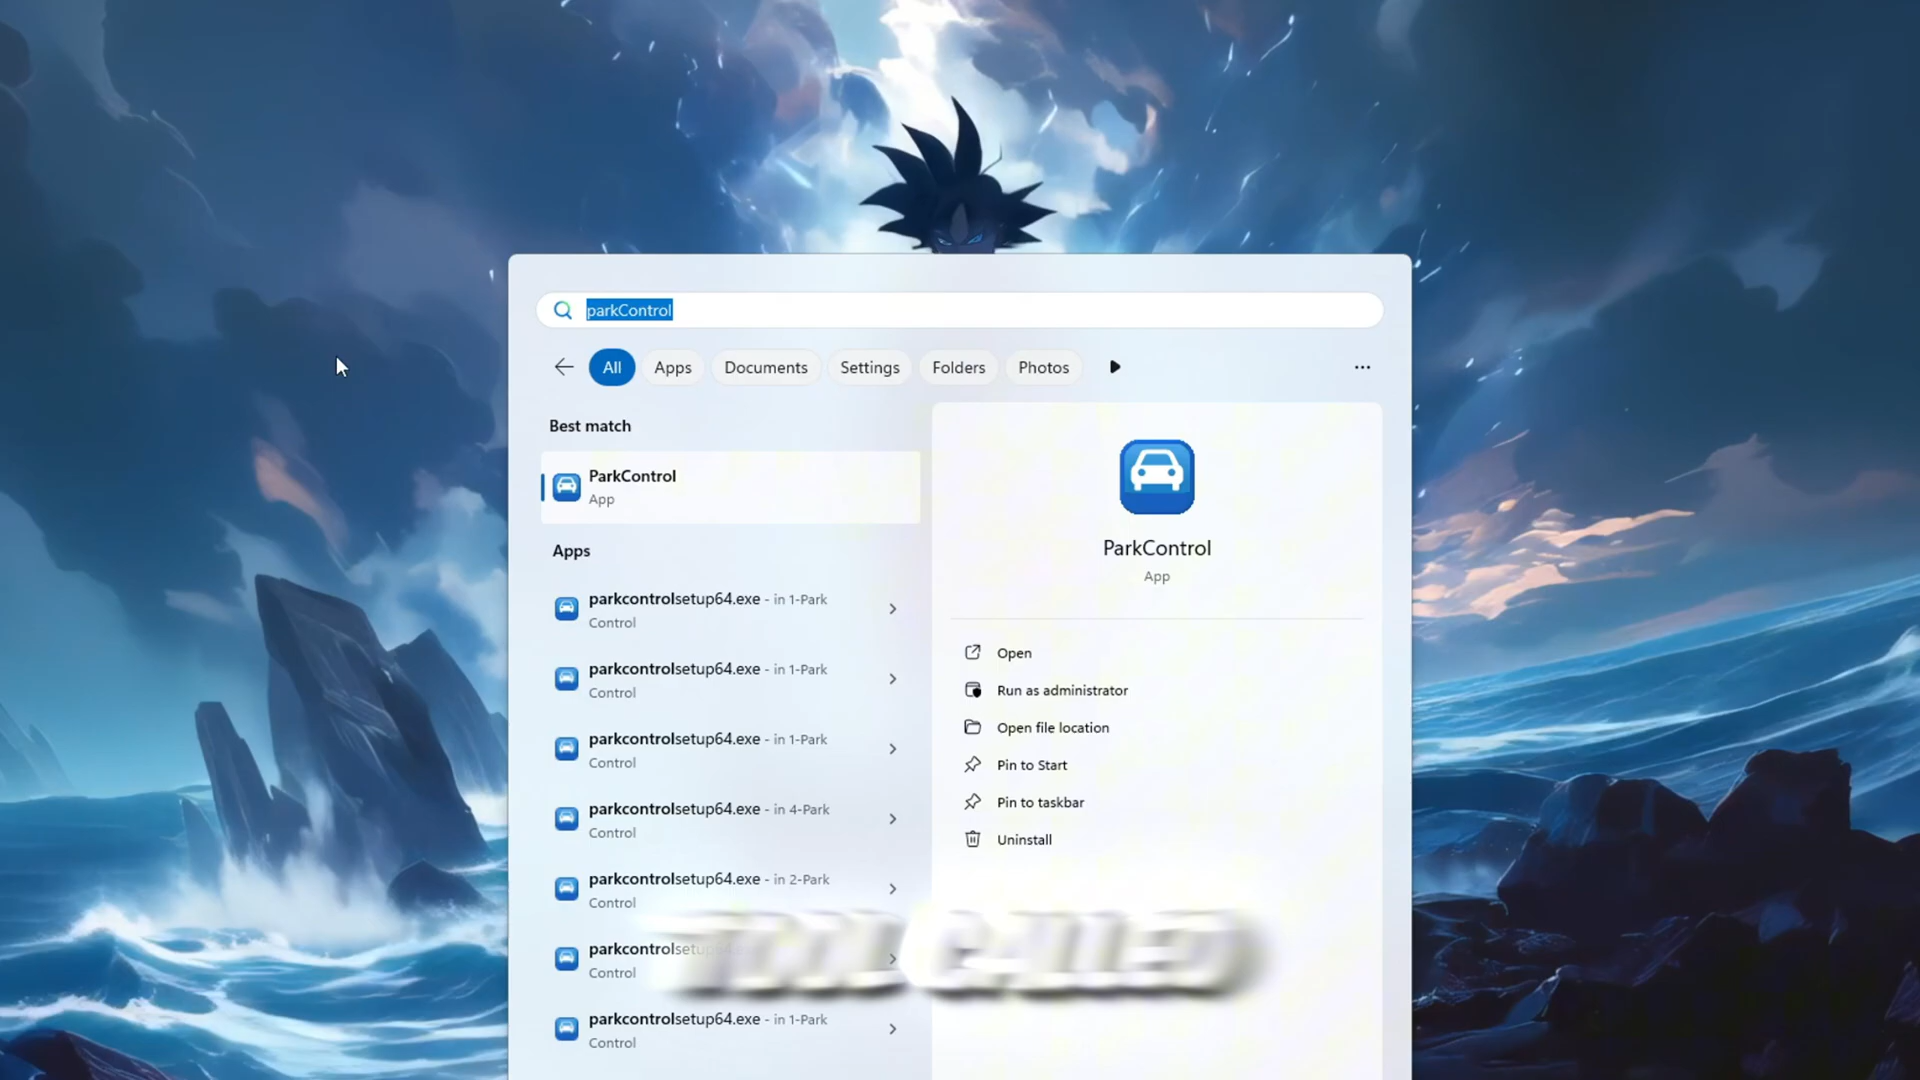 parkControl
All
Apps
Documents
Settings
Folders
Photos
Best match
ParkControl
App
Apps
parkcontrolsetup64.exe - in 1-Park
Control
parkcontrolsetup64.exe - in 1-Park
Control
parkcontrolsetup64.exe - in 1-Park
Control
parkcontrolsetup64.exe - in 4-Park
Control
parkcontrolsetup64.exe - in 2-Park
Control
parkcontrolsetup
Control
parkcontrolsetup64.exe - in 1-Park
Control
ParkControl
App
Open
Run as administrator
Open file location
Pin to Start
Pin to taskbar
Uninstall
TOOL CALLED